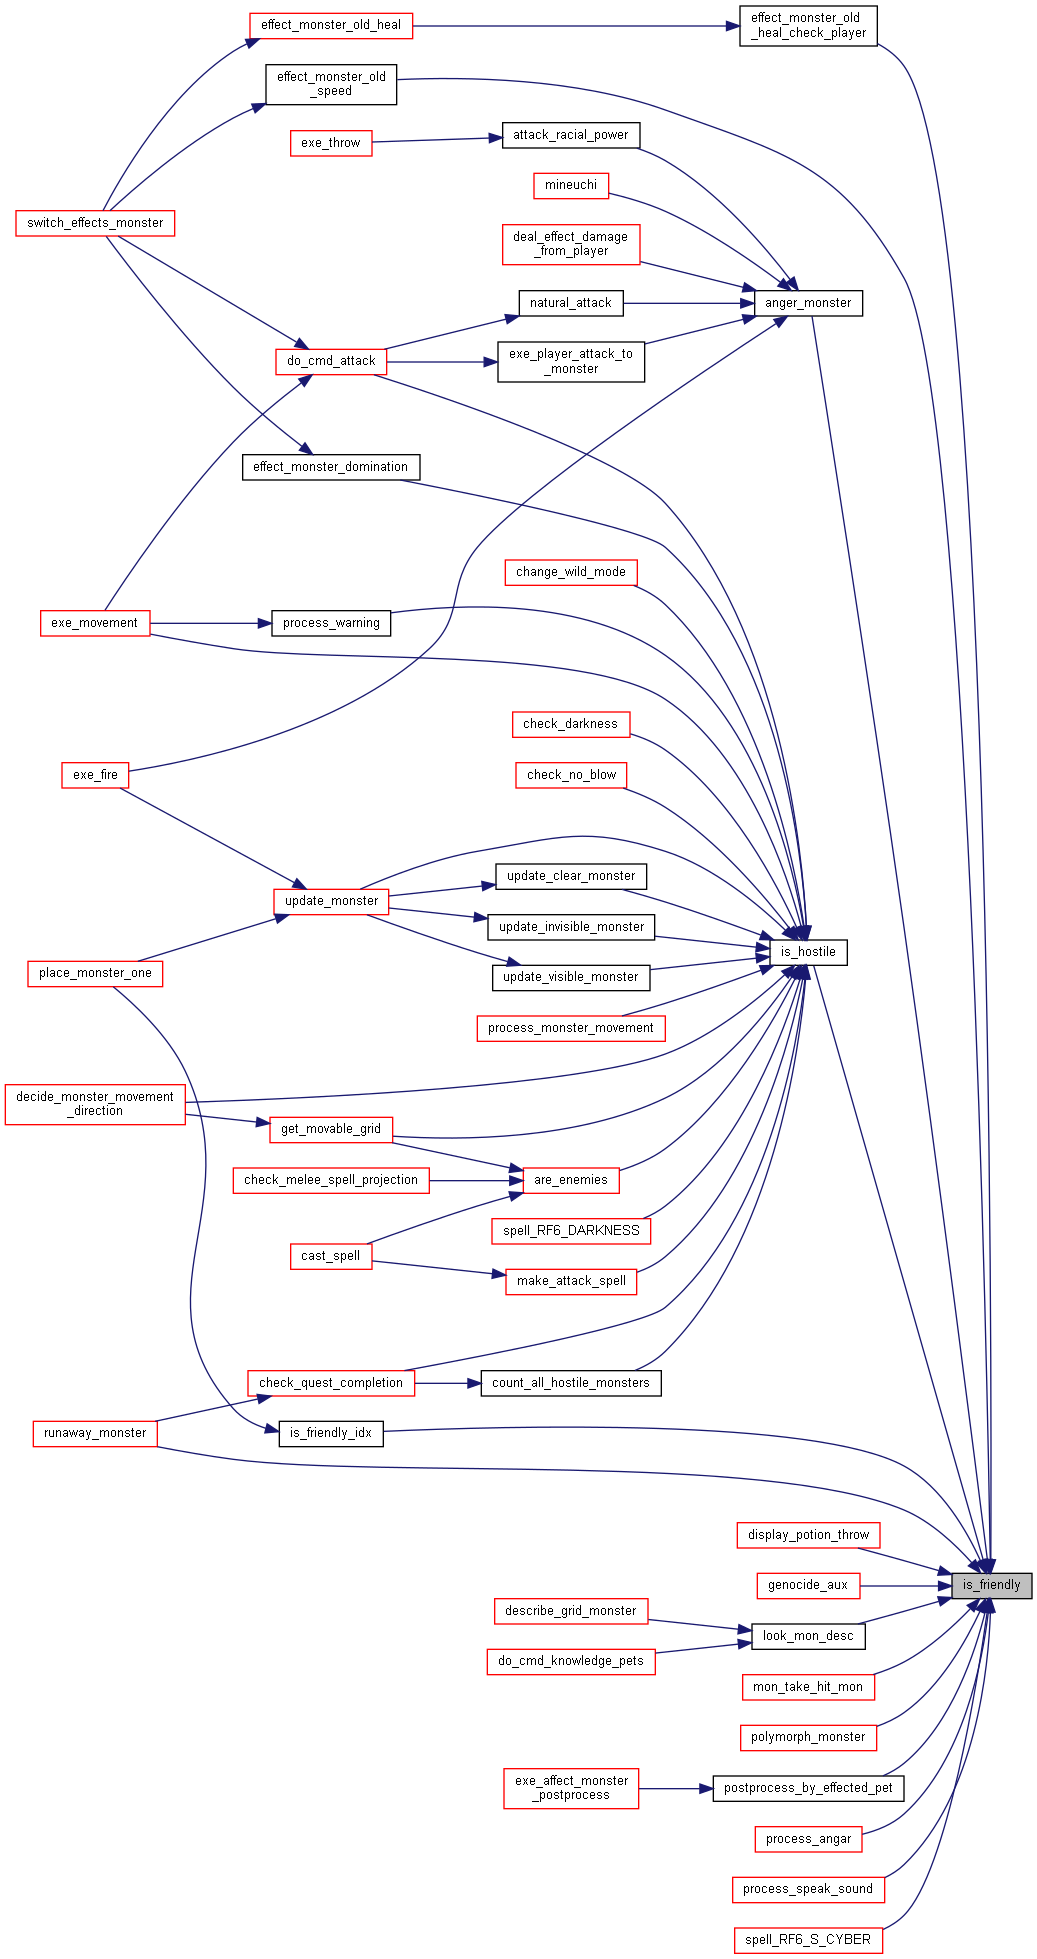 effect_monster_old_heal
effect_monster_old
_heal_check_player
effect_monster_old
_speed
attack_racial_power
exe_throw
mineuchi
switch_effects_monster
deal_effect_damage
_from_player
natural_attack
anger_monster
do_cmd_attack
exe_player_attack_to
_monster
effect_monster_domination
change_wild_mode
exe_movement
process_warning
check_darkness
exe_fire
check_no_blow
update_clear_monster
update_monster
update_invisible_monster
is_hostile
place_monster_one
update_visible_monster
process_monster_movement
decide_monster_movement
_direction
get_movable_grid
check_melee_spell_projection
are_enemies
spell_RF6_DARKNESS
cast_spell
make_attack_spell
check_quest_completion
count_all_hostile_monsters
runaway_monster
is_friendly_idx
display_potion_throw
genocide_aux
is_friendly
describe_grid_monster
look_mon_desc
do_cmd_knowledge_pets
mon_take_hit_mon
polymorph_monster
exe_affect_monster
_postprocess
postprocess_by_effected_pet
process_angar
process_speak_sound
spell_RF6_S_CYBER